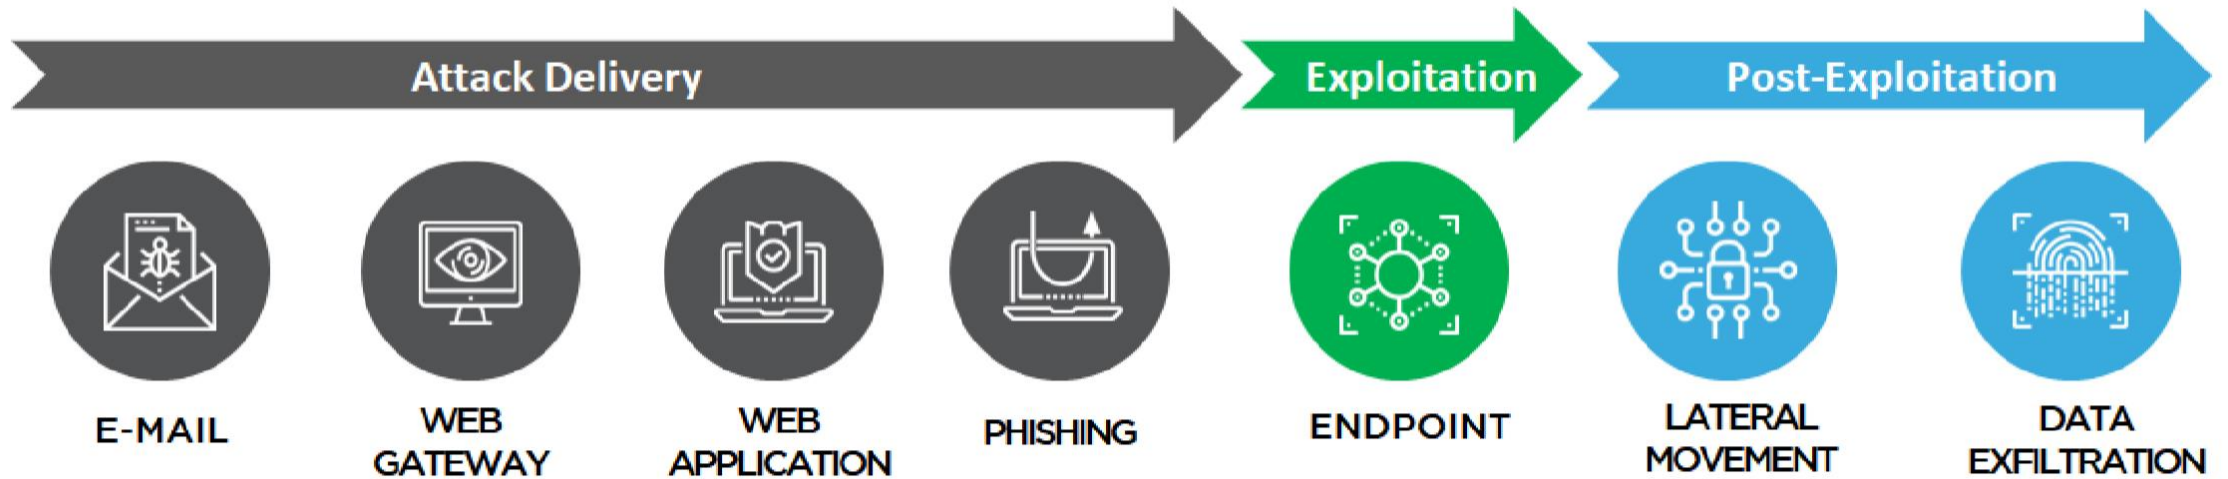 Attack Delivery
Exploitation
Post-Exploitation
E-MAIL
WEB
GATEWAY
WEB
APPLICATION
PHISHING
ENDPOINT
LATERAL
MOVEMENT
DATA
EXFILTRATION